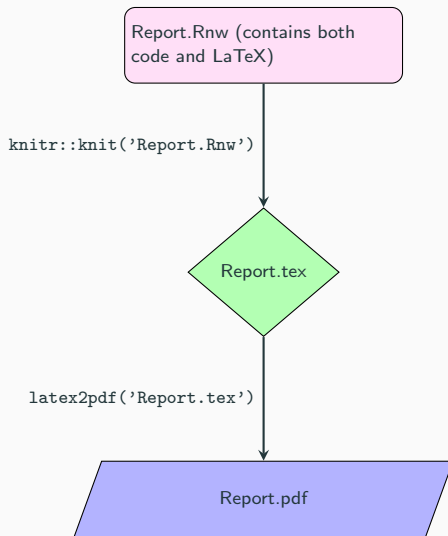 Report.Rnw (contains both
code and LaTeX)
knitr::knit('Report.Rnw')
Report.tex
latex2pdf('Report.tex')
Report.pdf